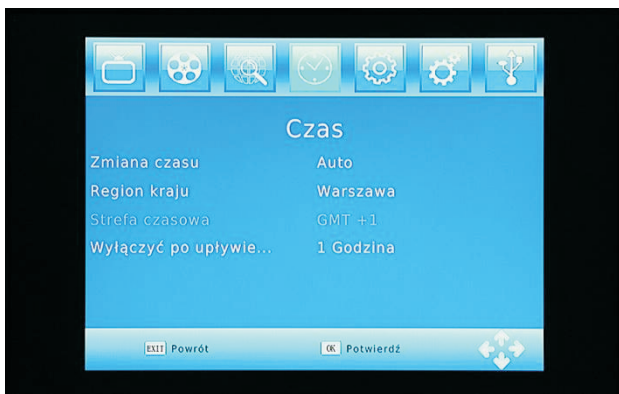 Czas
Zmiana czasu Auto
Region kraju Warszawa
Strefa czasowa GMT +1
Wyłączyć po upływie... 1 Godzina
EXIT Powrót OK Potwierdź